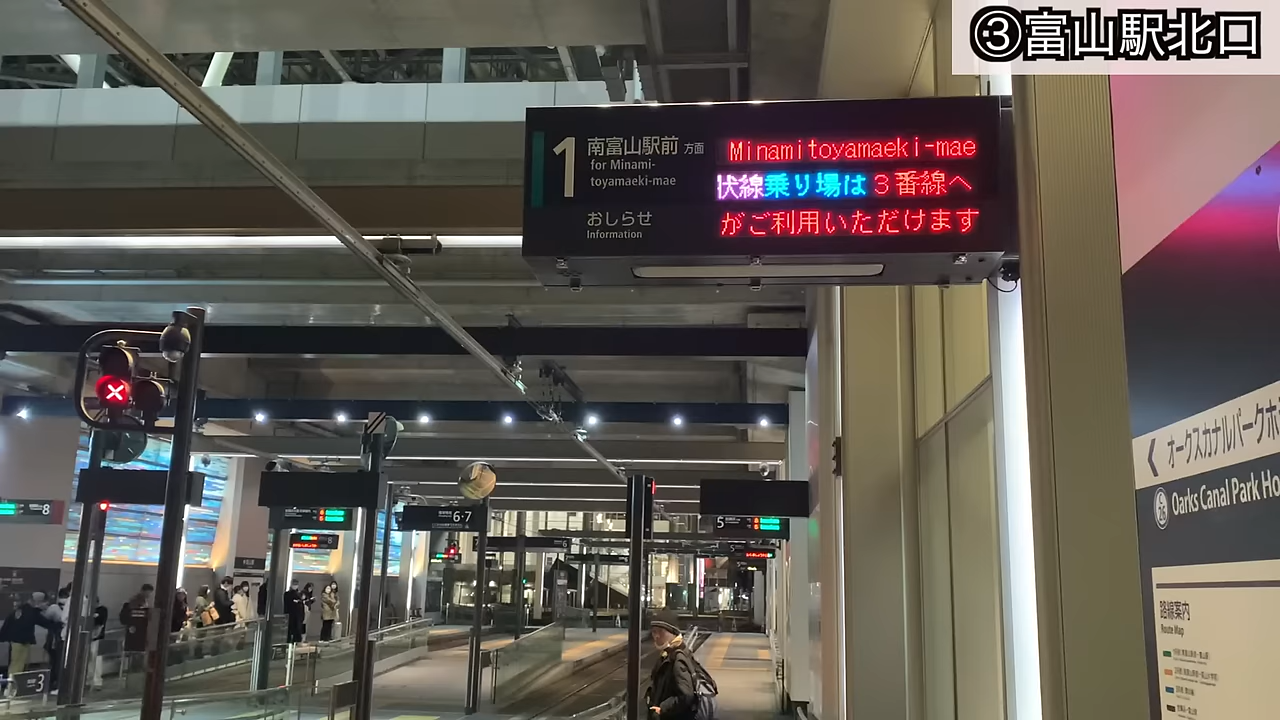 ③富山駅北口
1 南富山駅前 方面
for Minami-
toyamaeki-mae
おしらせ
Information
Minamitoyamaeki-mae
状線乗り場は3番線へ
がご利用いただけます
オークスカナルパークホ
Oarks Canal Park Ho
路線案内
Route Map
8
6・7
6
5
3